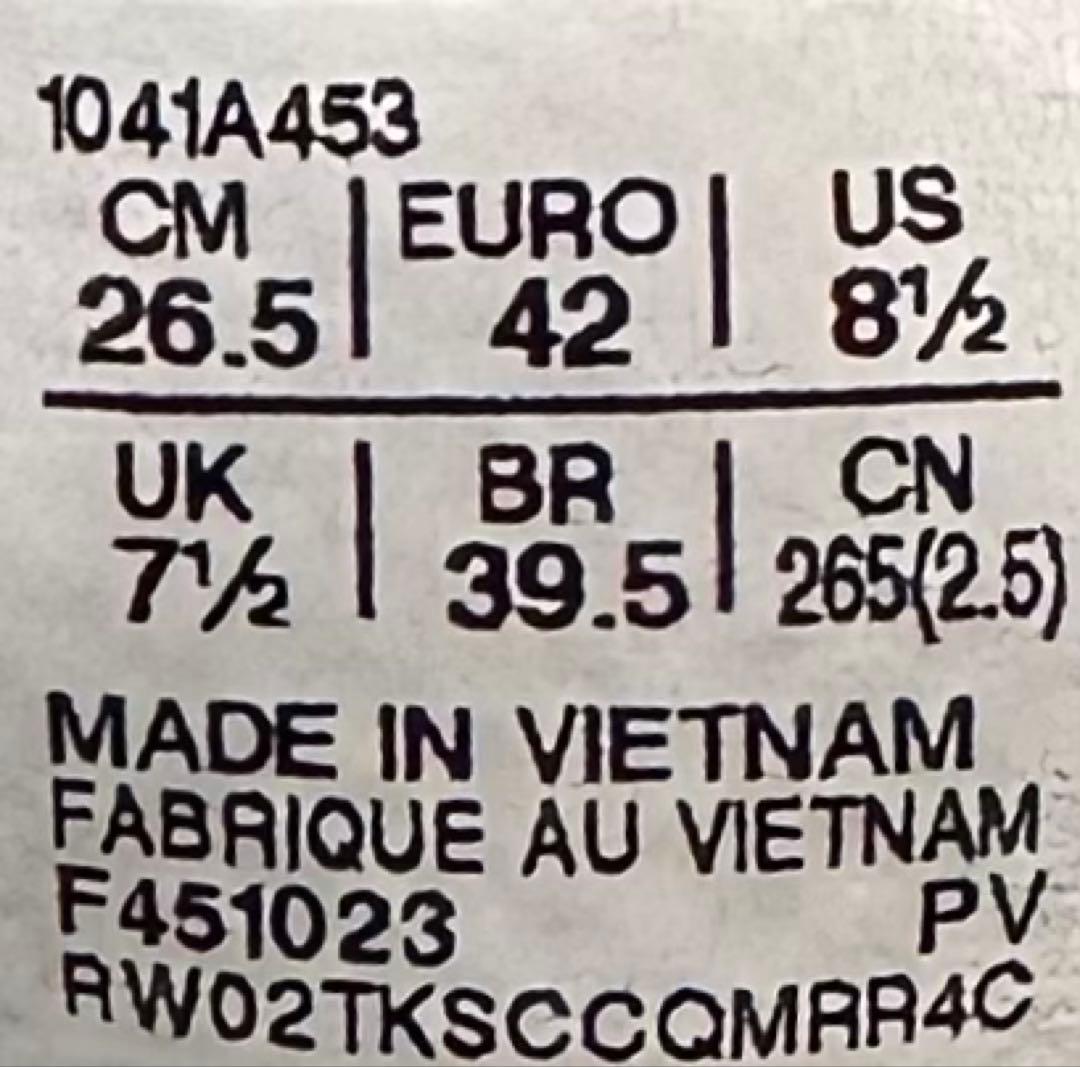 1041A453
CM | EURO | US
26.5 | 42 | 8½
UK | BR | CN
7½ | 39.5 | 265(2.5)
MADE IN VIETNAM
FABRIQUE AU VIETNAM
F451023 PV
RW02TKSCCQMRR4C